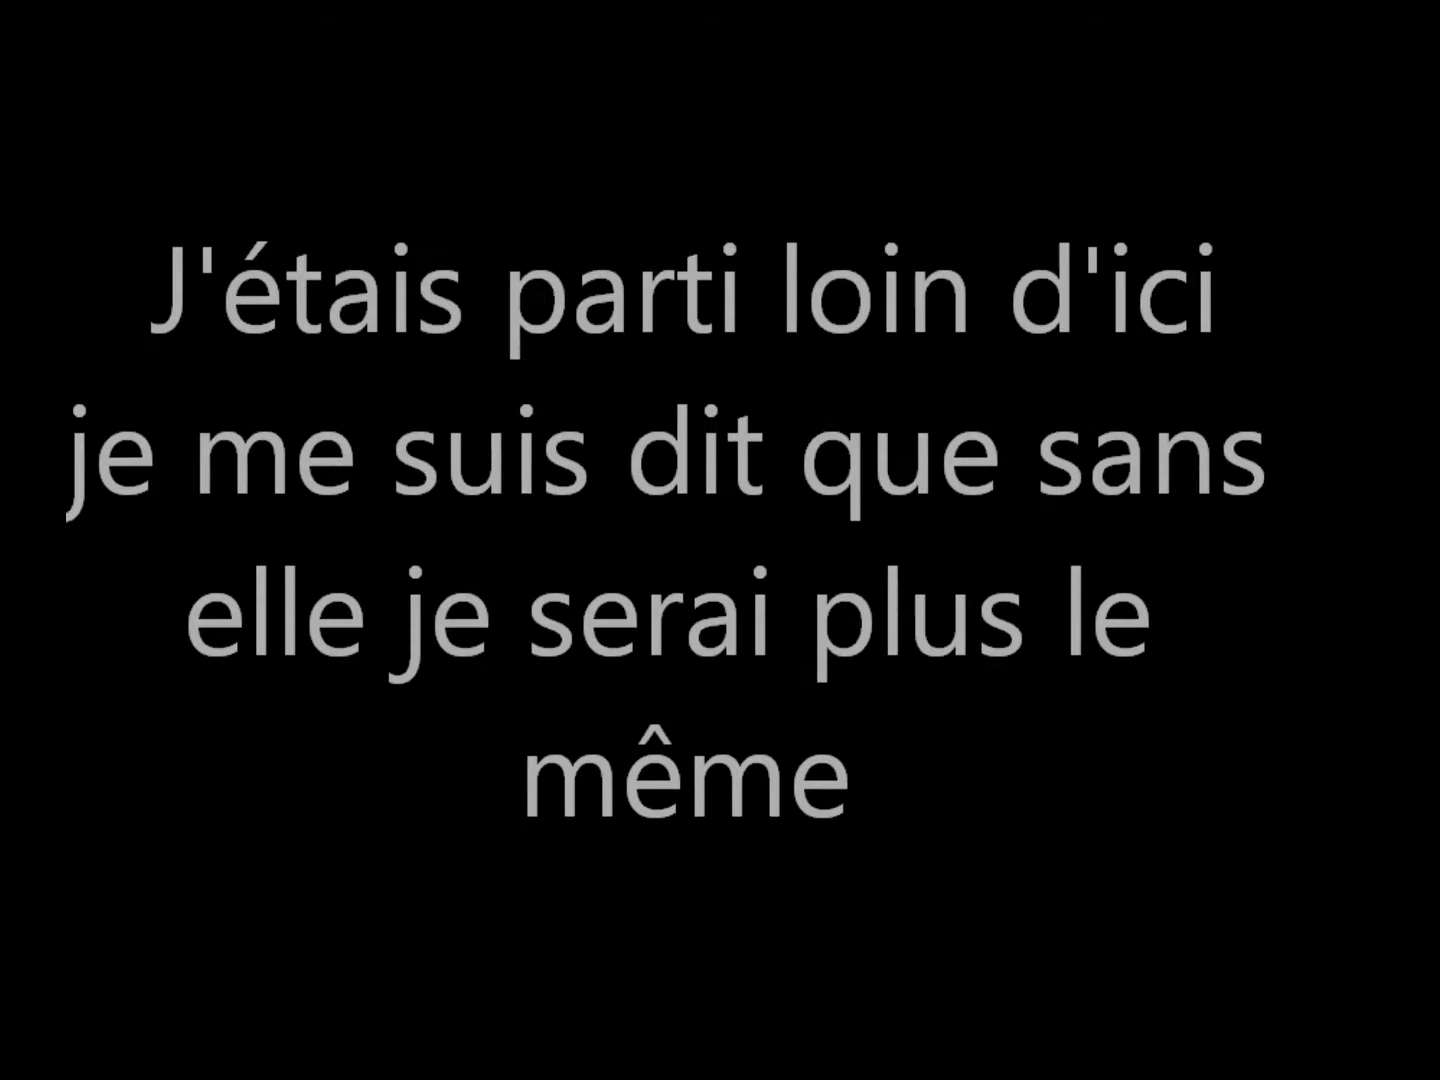 J'étais parti loin d'ici
je me suis dit que sans
elle je serai plus le
même